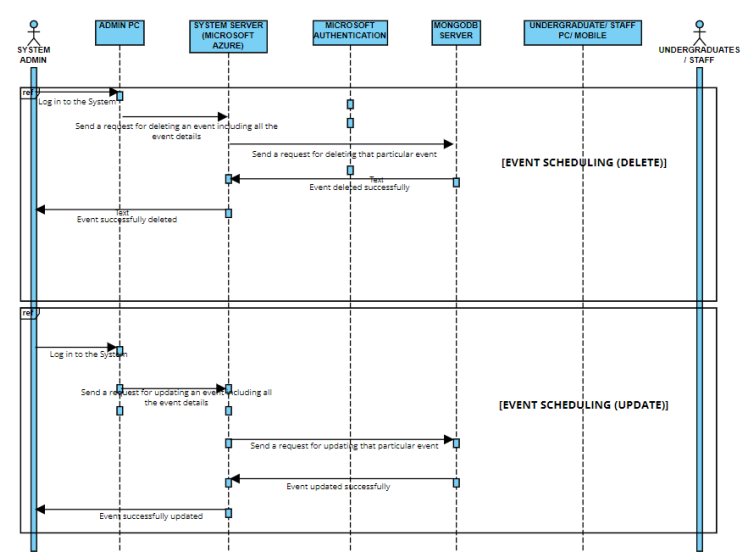 ADMIN PC
SYSTEM SERVER
(MICROSOFT
AZURE)
MICROSOFT
AUTHENTICATION
MONGODB
SERVER
UNDERGRADUATE/ STAFF
PC/ MOBILE
SYSTEM
ADMIN
UNDERGRADUATES
/ STAFF
ref
Log in to the System
Send a request for deleting an event including all the
event details
Send a request for deleting that particular event
[EVENT SCHEDULING (DELETE)]
Text
Event deleted successfully
Text
Event successfully deleted
ref
Log in to the System
Send a request for updating an event including all
the event details
[EVENT SCHEDULING (UPDATE)]
Send a request for updating that particular event
Event updated successfully
Event successfully updated